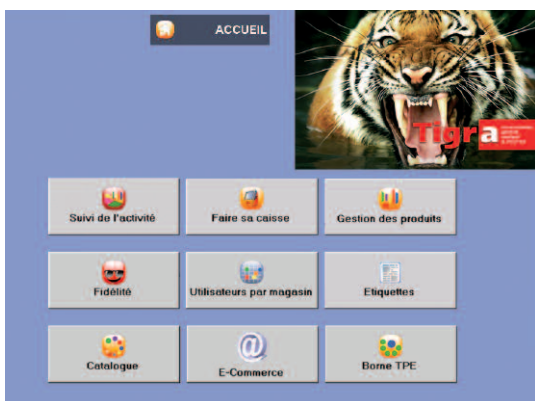 ACCUEIL
Tigra
Suivi de l'activité
Faire sa caisse
Gestion des produits
Fidélité
Utilisateurs par magasin
Etiquettes
Catalogue
E-Commerce
Borne TPE